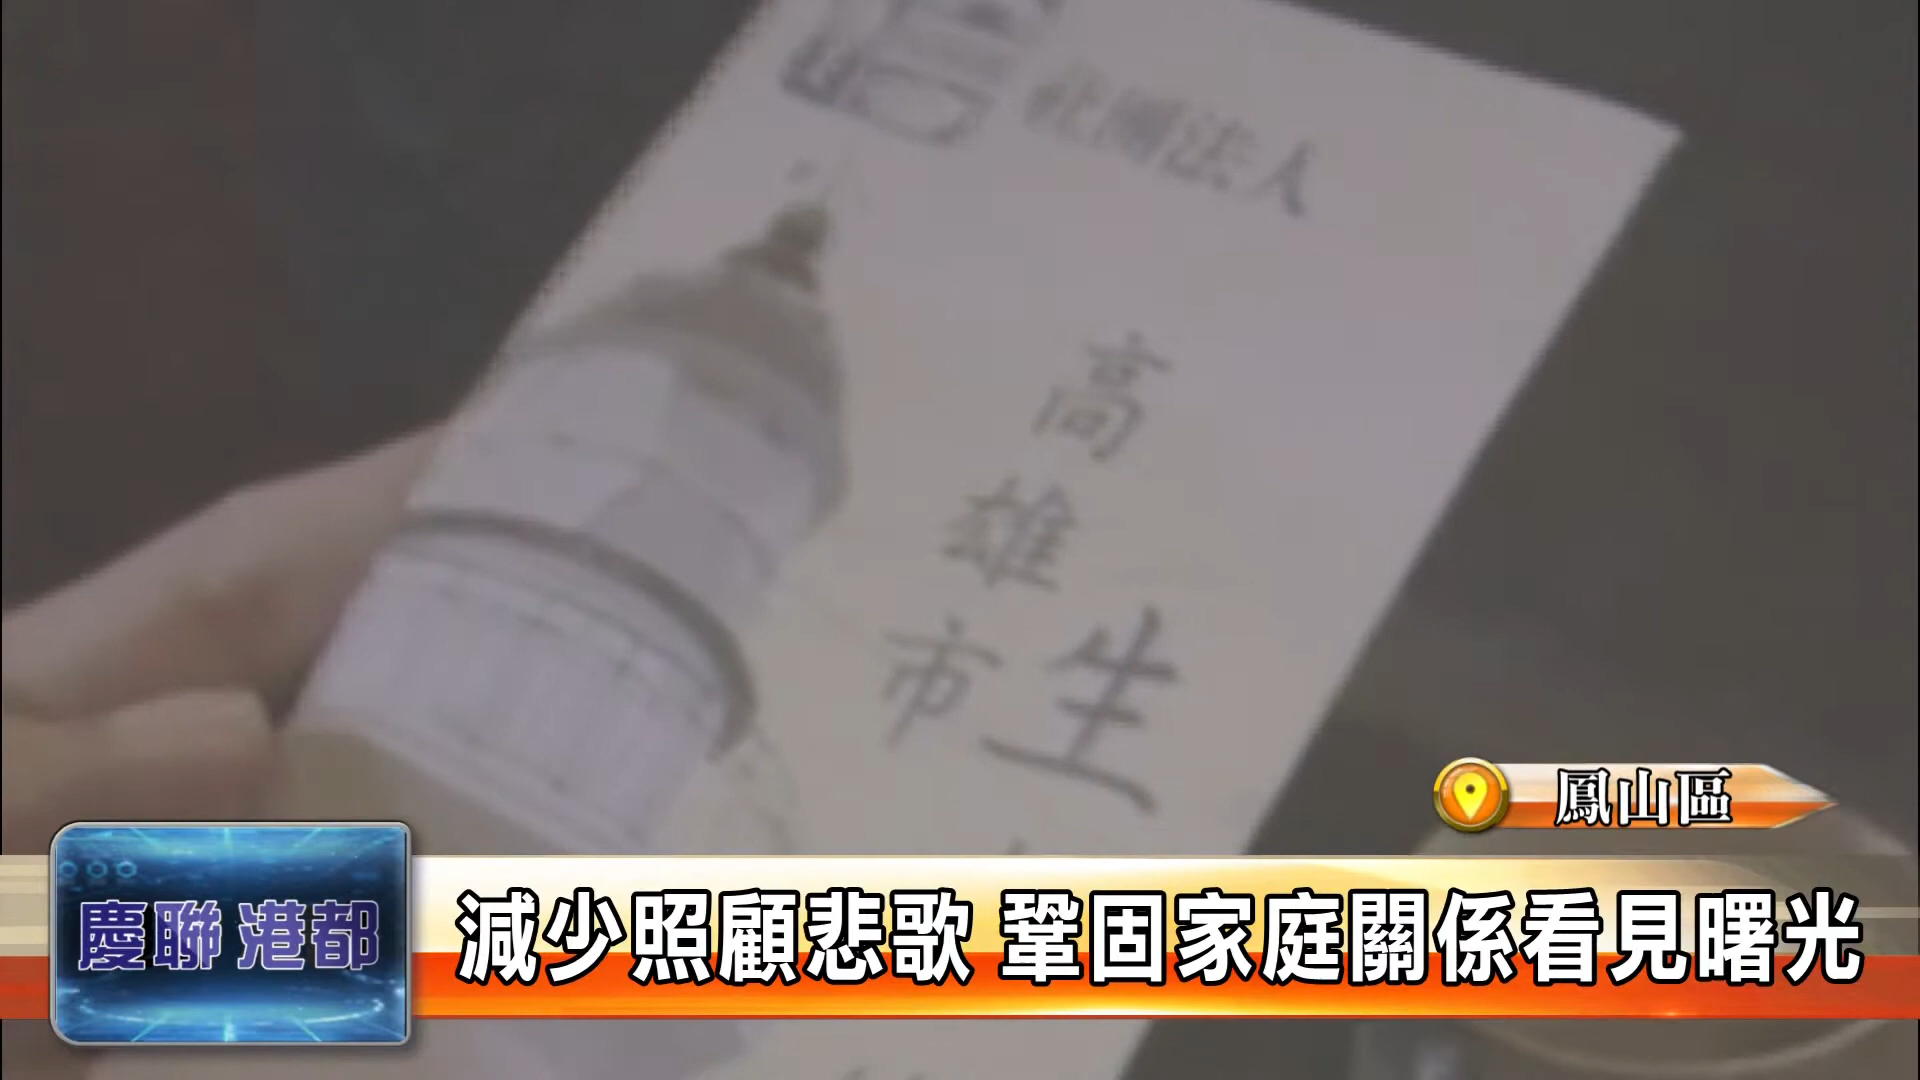 社團法人
高雄市
生
鳳山區
慶聯港都
減少照顧悲歌 鞏固家庭關係看見曙光